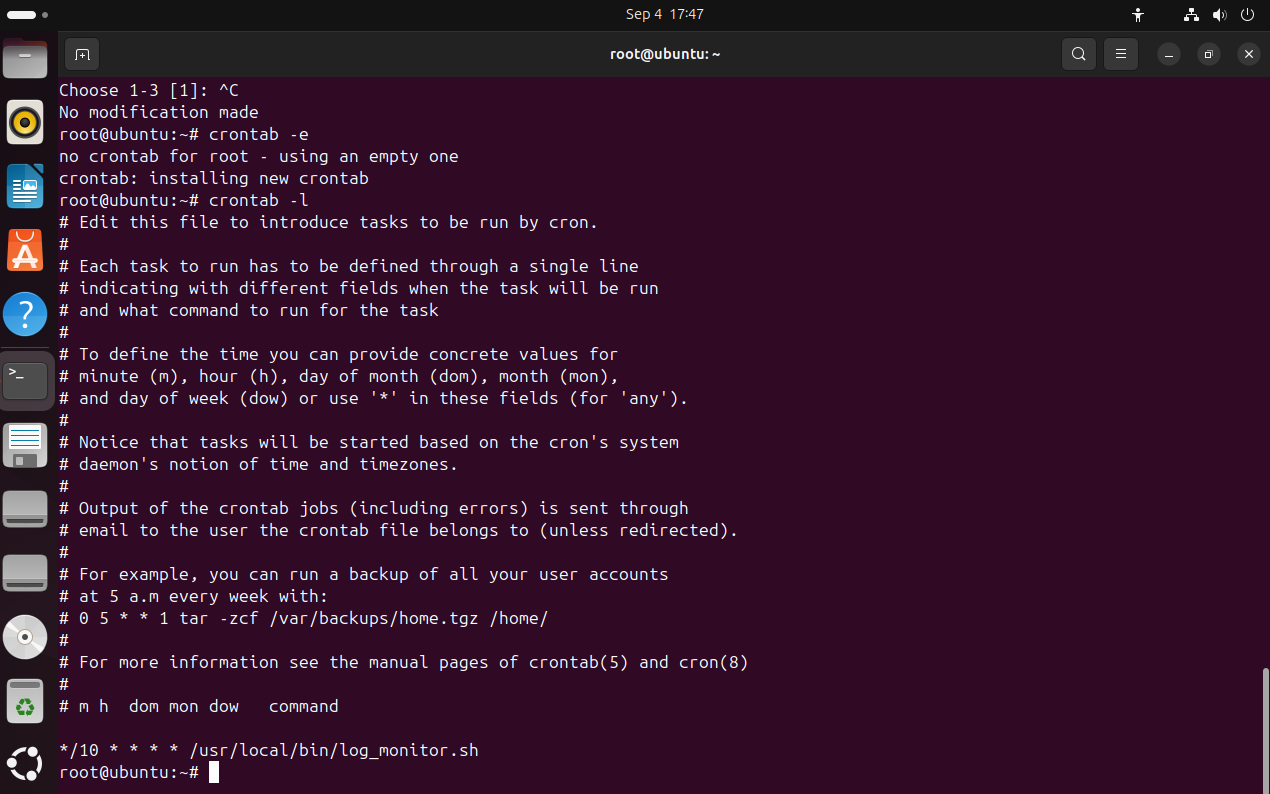 Sep 4 17:47
root@ubuntu: ~
Choose 1-3 [1]: ^C
No modification made
root@ubuntu:~# crontab -e
no crontab for root - using an empty one
crontab: installing new crontab
root@ubuntu:~# crontab -l
# Edit this file to introduce tasks to be run by cron.
#
# Each task to run has to be defined through a single line
# indicating with different fields when the task will be run
# and what command to run for the task
#
# To define the time you can provide concrete values for
# minute (m), hour (h), day of month (dom), month (mon),
# and day of week (dow) or use '*' in these fields (for 'any').
#
# Notice that tasks will be started based on the cron's system
# daemon's notion of time and timezones.
#
# Output of the crontab jobs (including errors) is sent through
# email to the user the crontab file belongs to (unless redirected).
#
# For example, you can run a backup of all your user accounts
# at 5 a.m every week with:
# 0 5 * * 1 tar -zcf /var/backups/home.tgz /home/
#
# For more information see the manual pages of crontab(5) and cron(8)
#
# m h  dom mon dow   command
*/10 * * * * /usr/local/bin/log_monitor.sh
root@ubuntu:~#